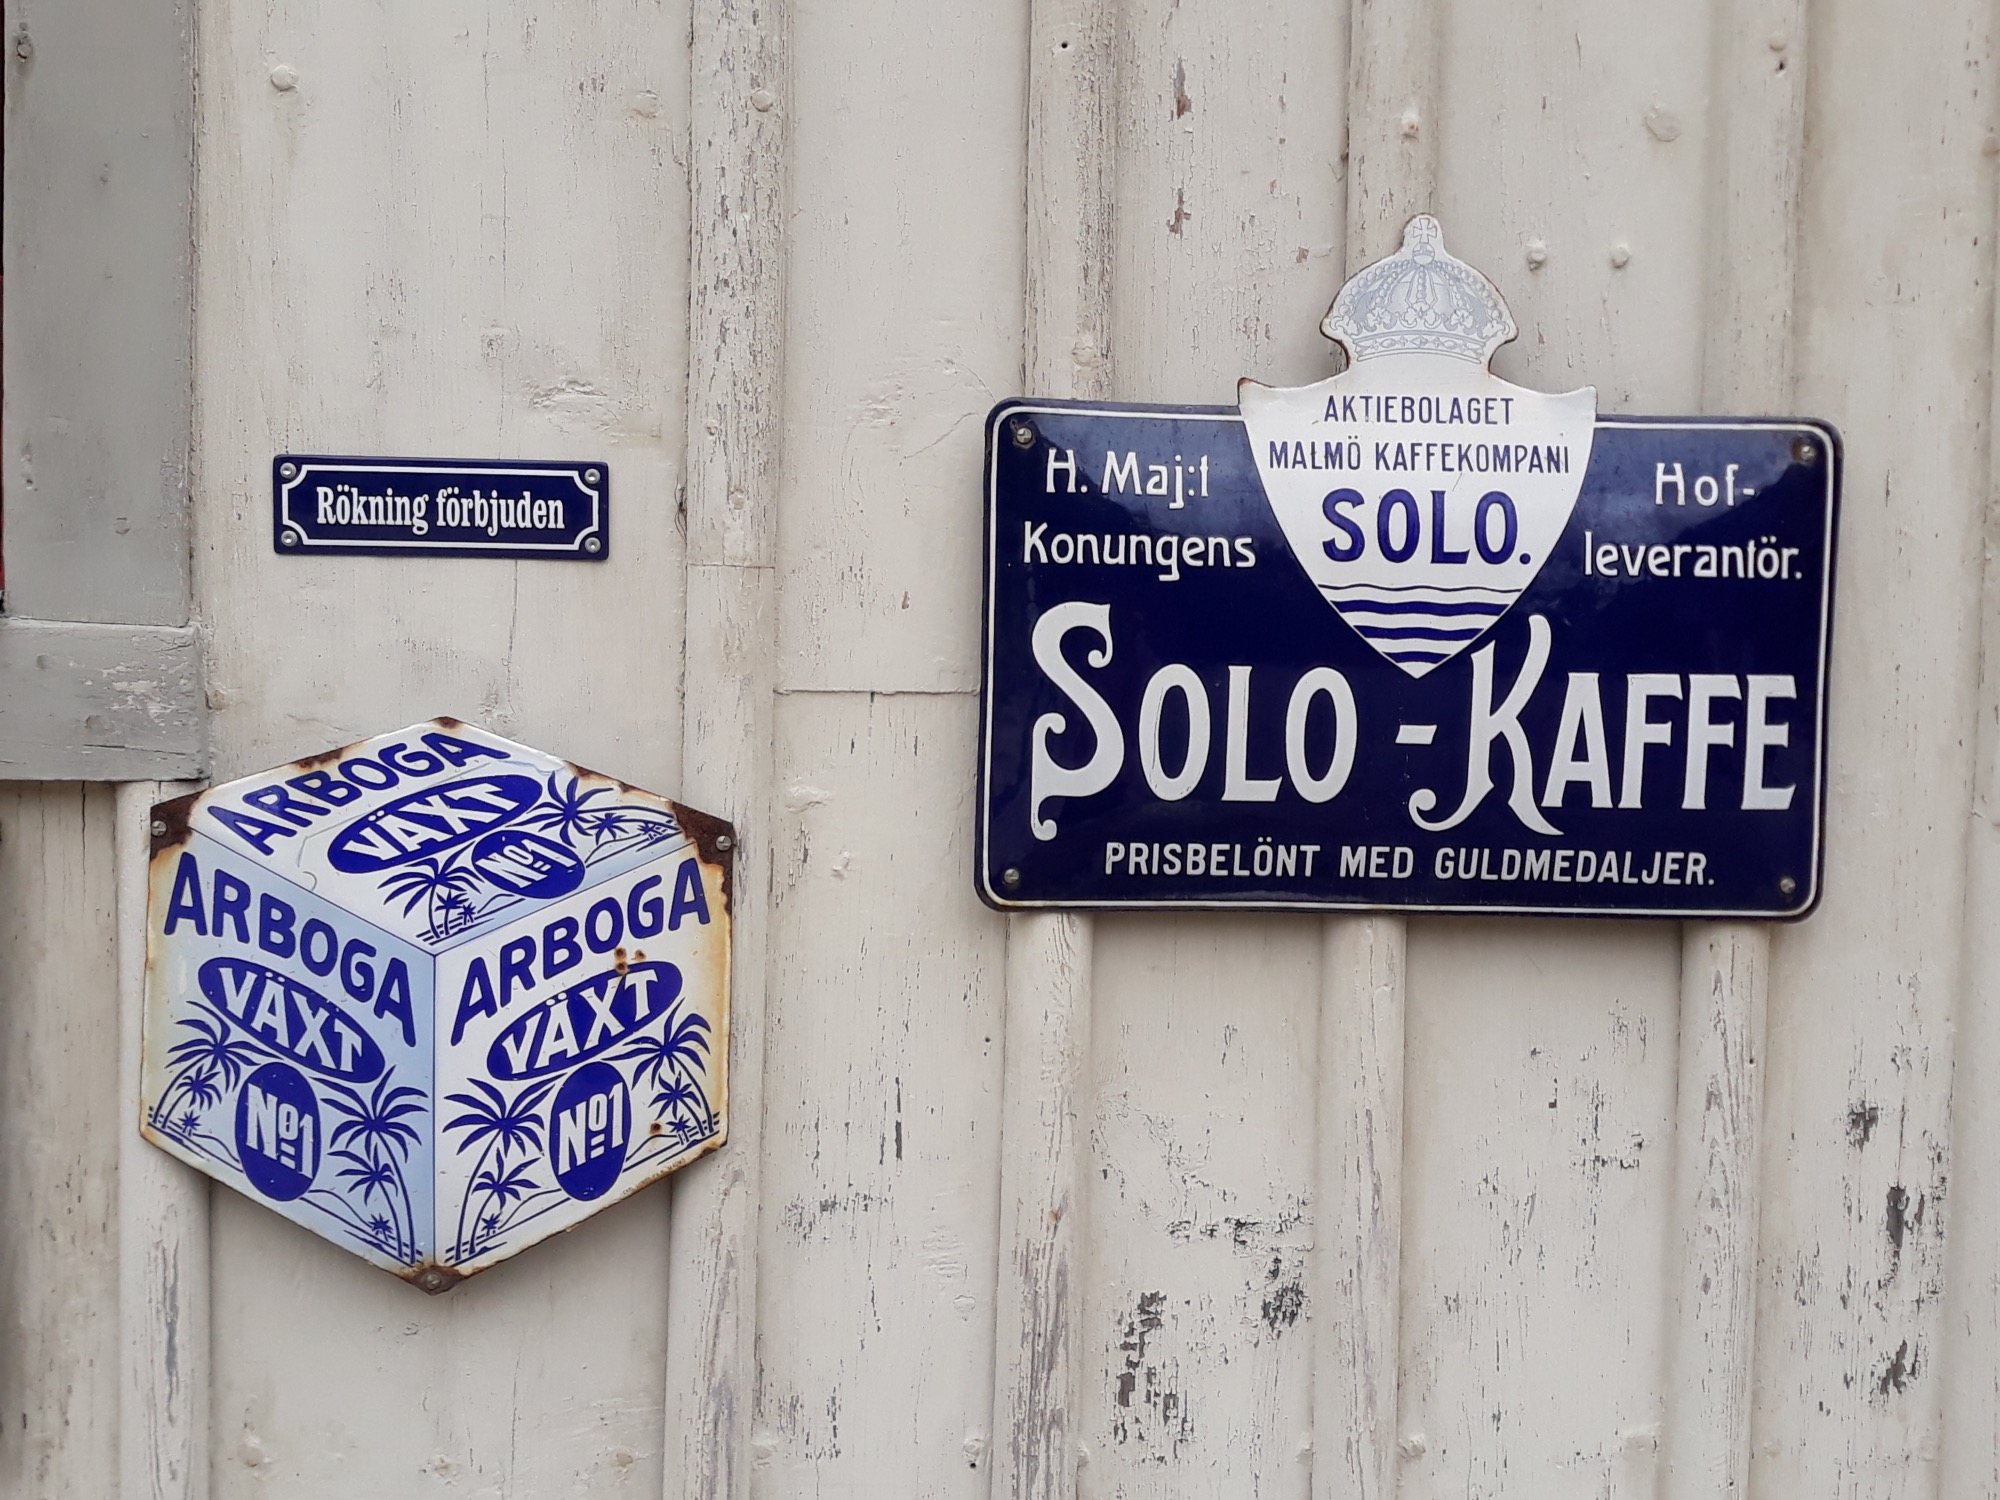 Rökning förbjuden
ARBOGA
VÄXT
No1
ARBOGA
VÄXT
No1
ARBOGA
VÄXT
No1
AKTIEBOLAGET
MALMÖ KAFFEKOMPANI
SOLO.
H. Maj:t Hof-
Konungens leverantör.
SOLO-KAFFE
PRISBELÖNT MED GULDMEDALJER.